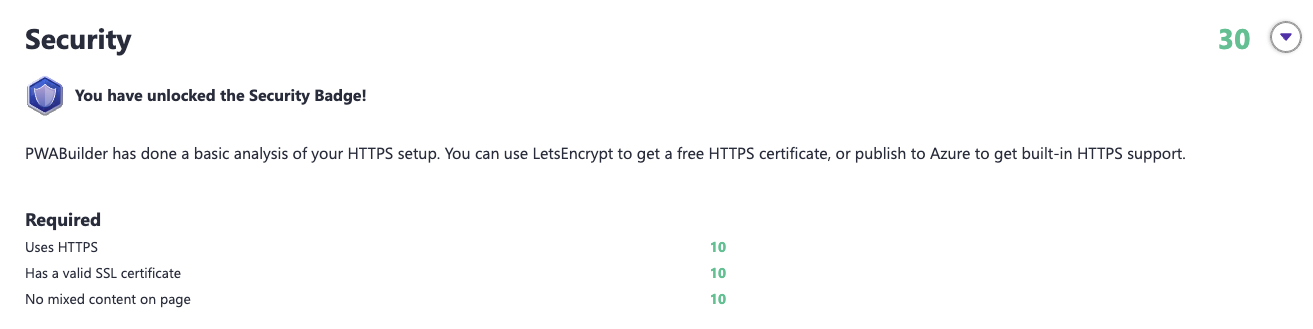 Security
30
You have unlocked the Security Badge!
PWABuilder has done a basic analysis of your HTTPS setup. You can use LetsEncrypt to get a free HTTPS certificate, or publish to Azure to get built-in HTTPS support.
Required
Uses HTTPS 10
Has a valid SSL certificate 10
No mixed content on page 10